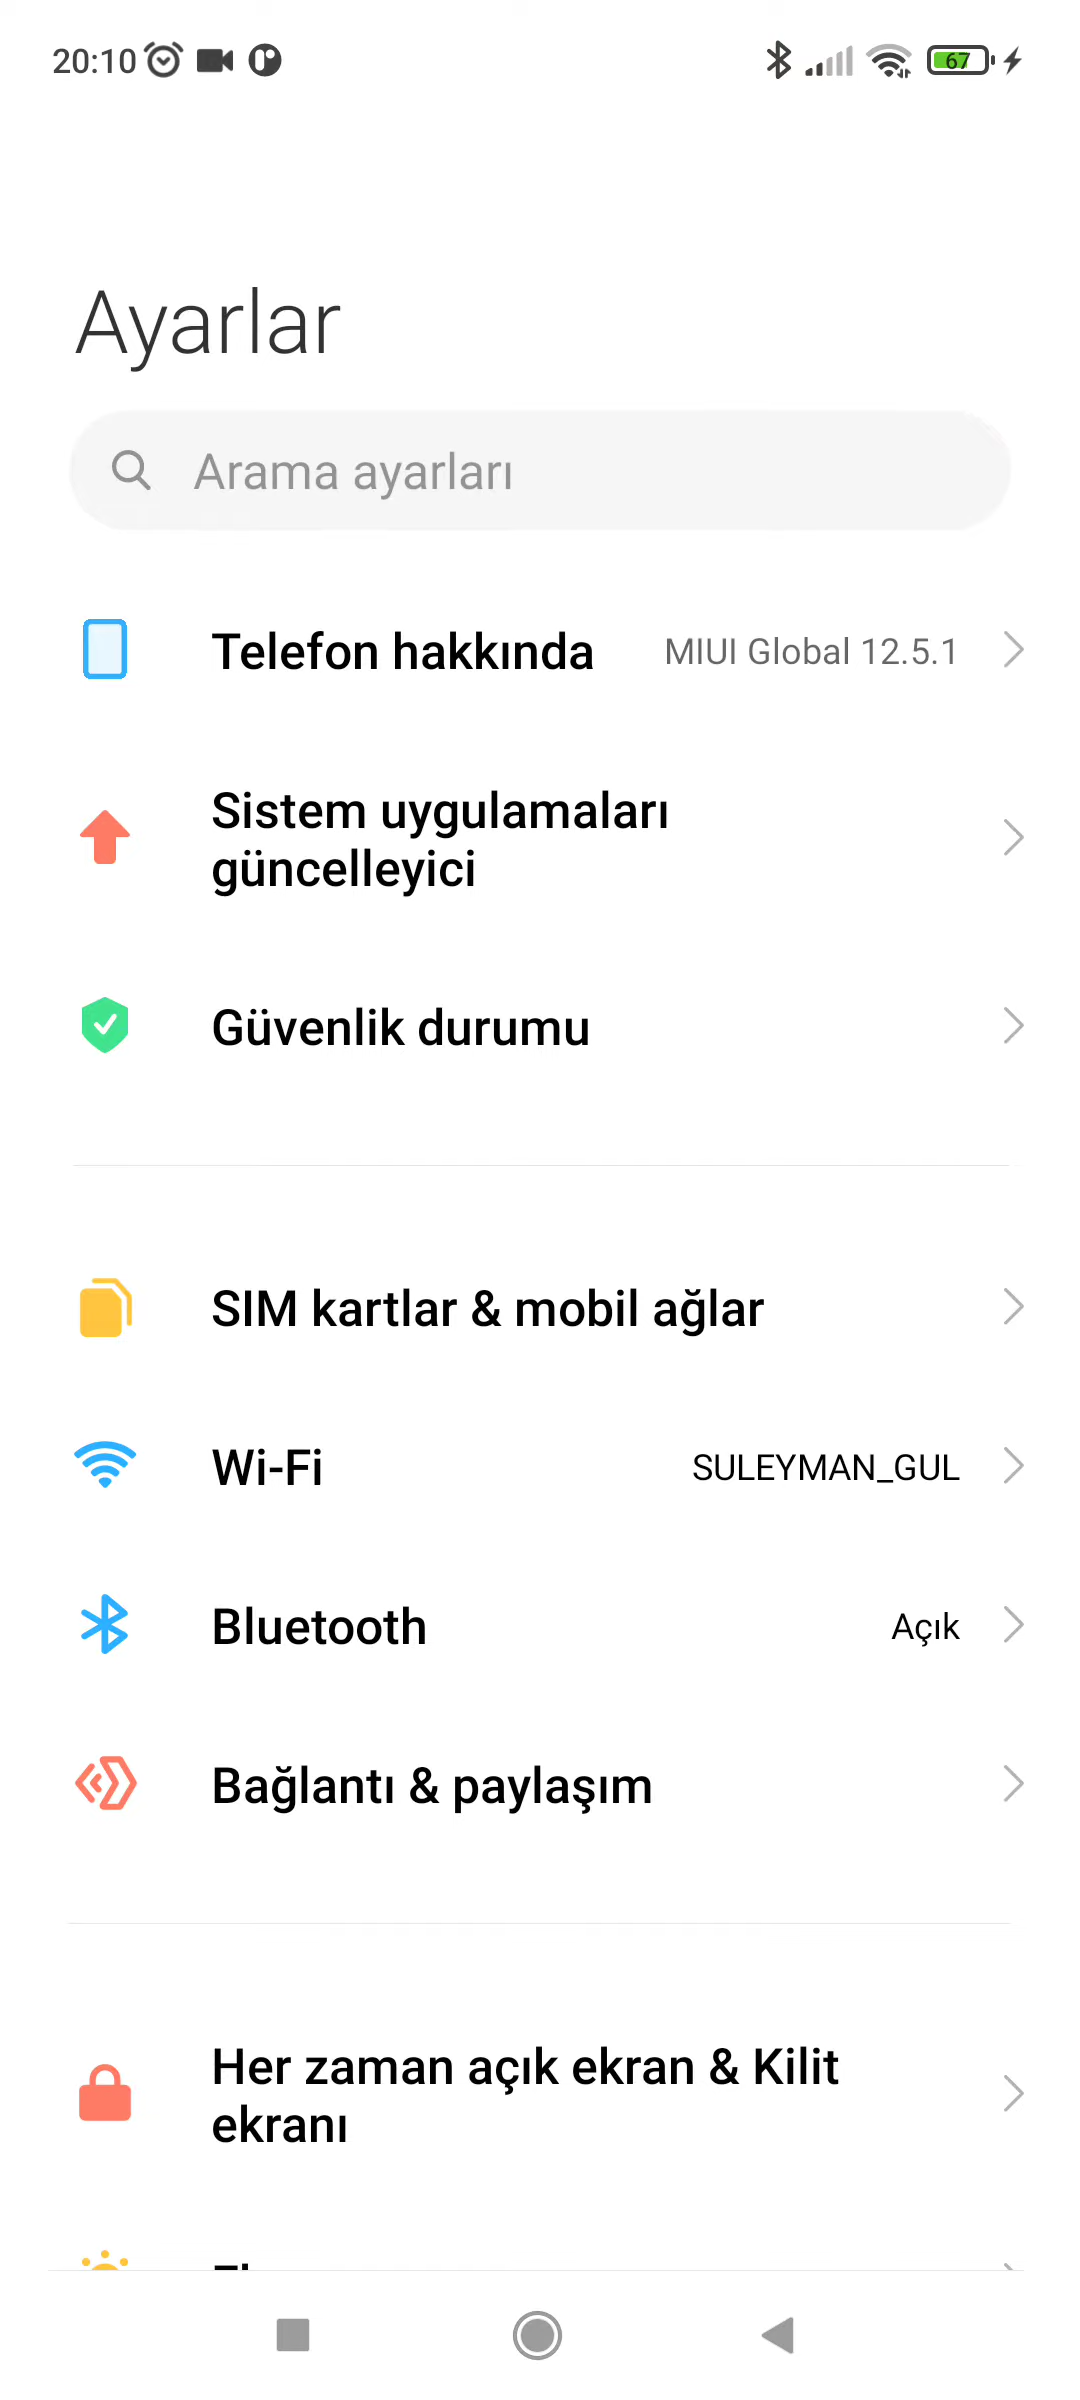 20:10
67
Ayarlar
Arama ayarları
Telefon hakkında
MIUI Global 12.5.1
Sistem uygulamaları
güncelleyici
Güvenlik durumu
SIM kartlar & mobil ağlar
Wi-Fi
SULEYMAN_GUL
Bluetooth
Açık
Bağlantı & paylaşım
Her zaman açık ekran & Kilit
ekranı